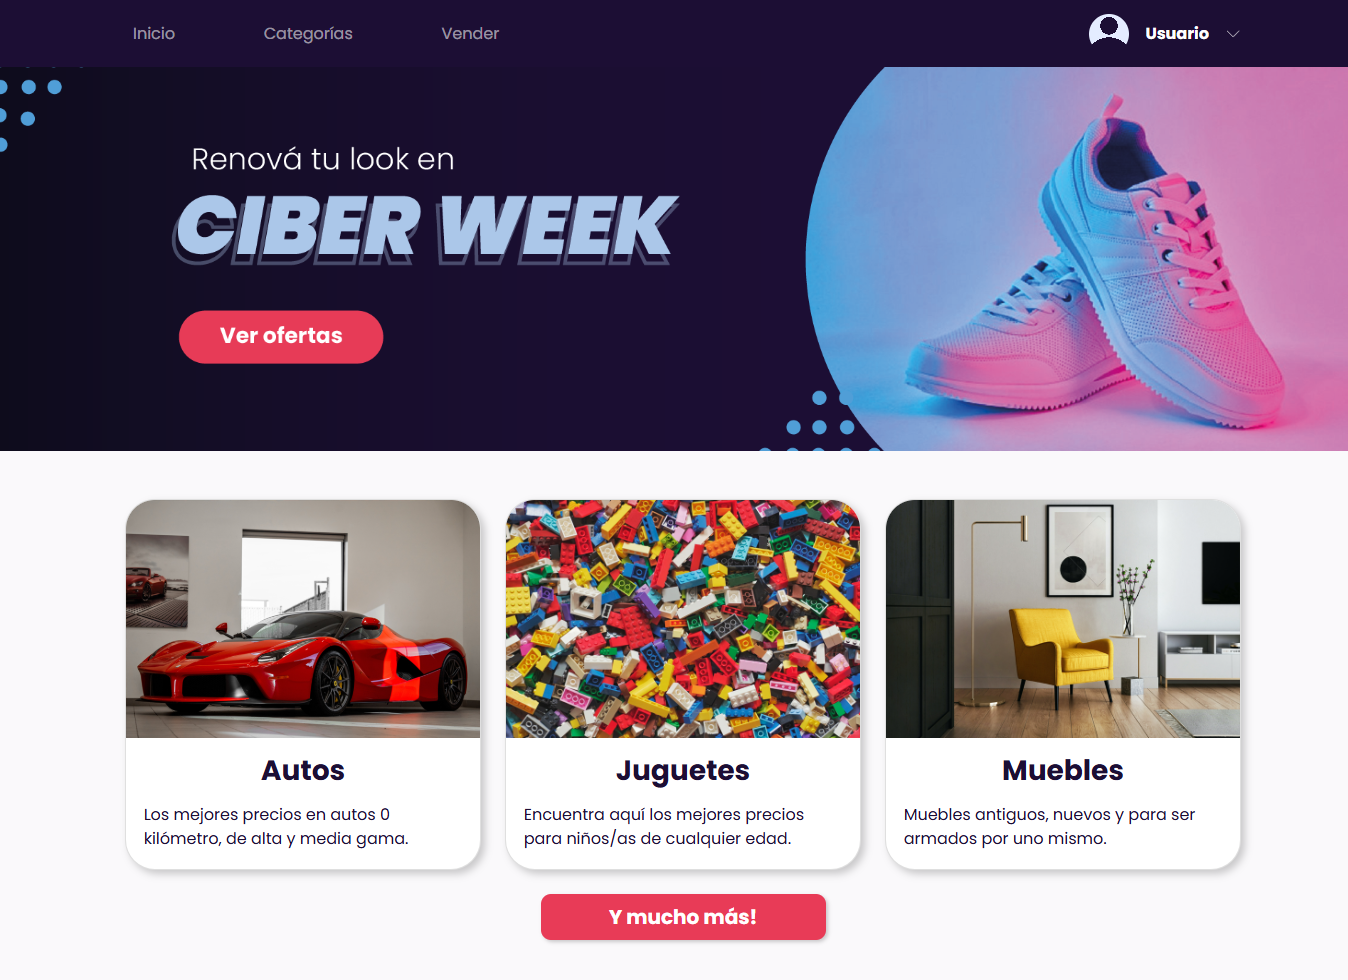 Inicio
Categorías
Vender
Usuario
Renová tu look en
CIBER WEEK
Ver ofertas
Autos
Los mejores precios en autos 0
kilómetro, de alta y media gama.
Juguetes
Encuentra aquí los mejores precios
para niños/as de cualquier edad.
Muebles
Muebles antiguos, nuevos y para ser
armados por uno mismo.
Y mucho más!